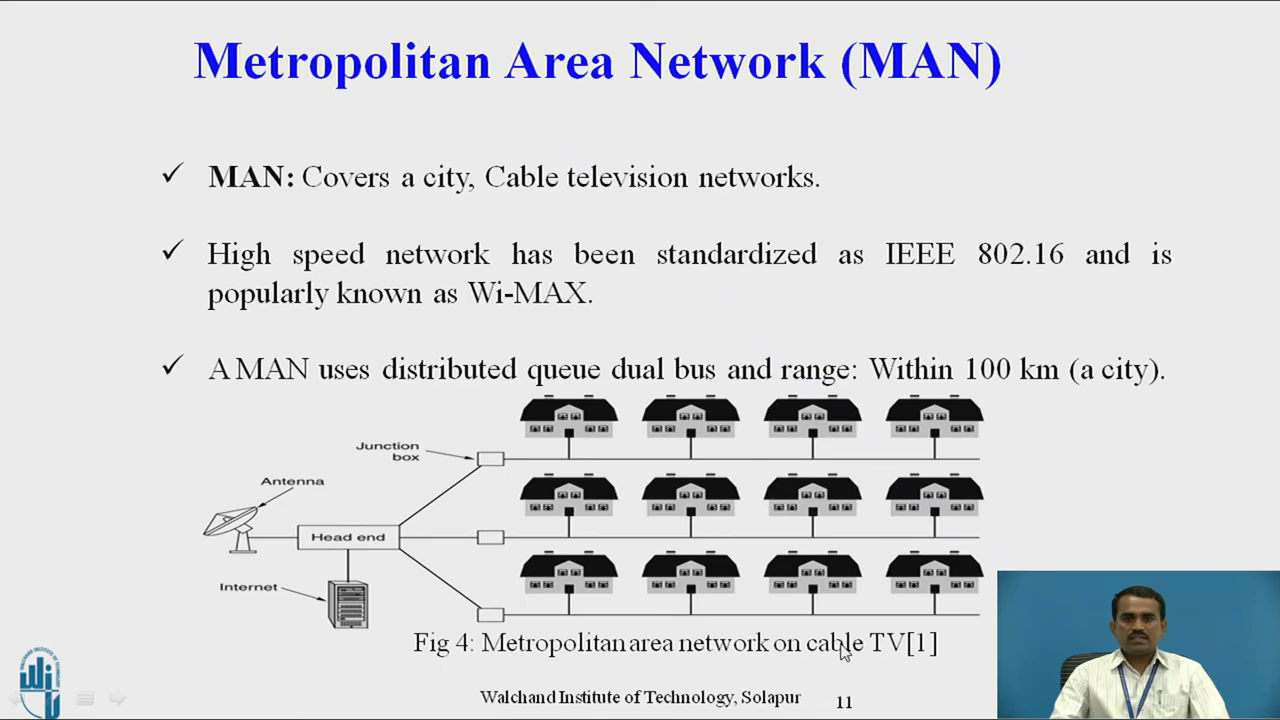 Metropolitan Area Network (MAN)
✓ MAN: Covers a city, Cable television networks.
✓ High speed network has been standardized as IEEE 802.16 and is
popularly known as Wi-MAX.
✓ A MAN uses distributed queue dual bus and range: Within 100 km (a city).
Junction
box
Antenna
Head end
Internet
Fig 4: Metropolitan area network on cable TV[1]
Walchand Institute of Technology, Solapur
11